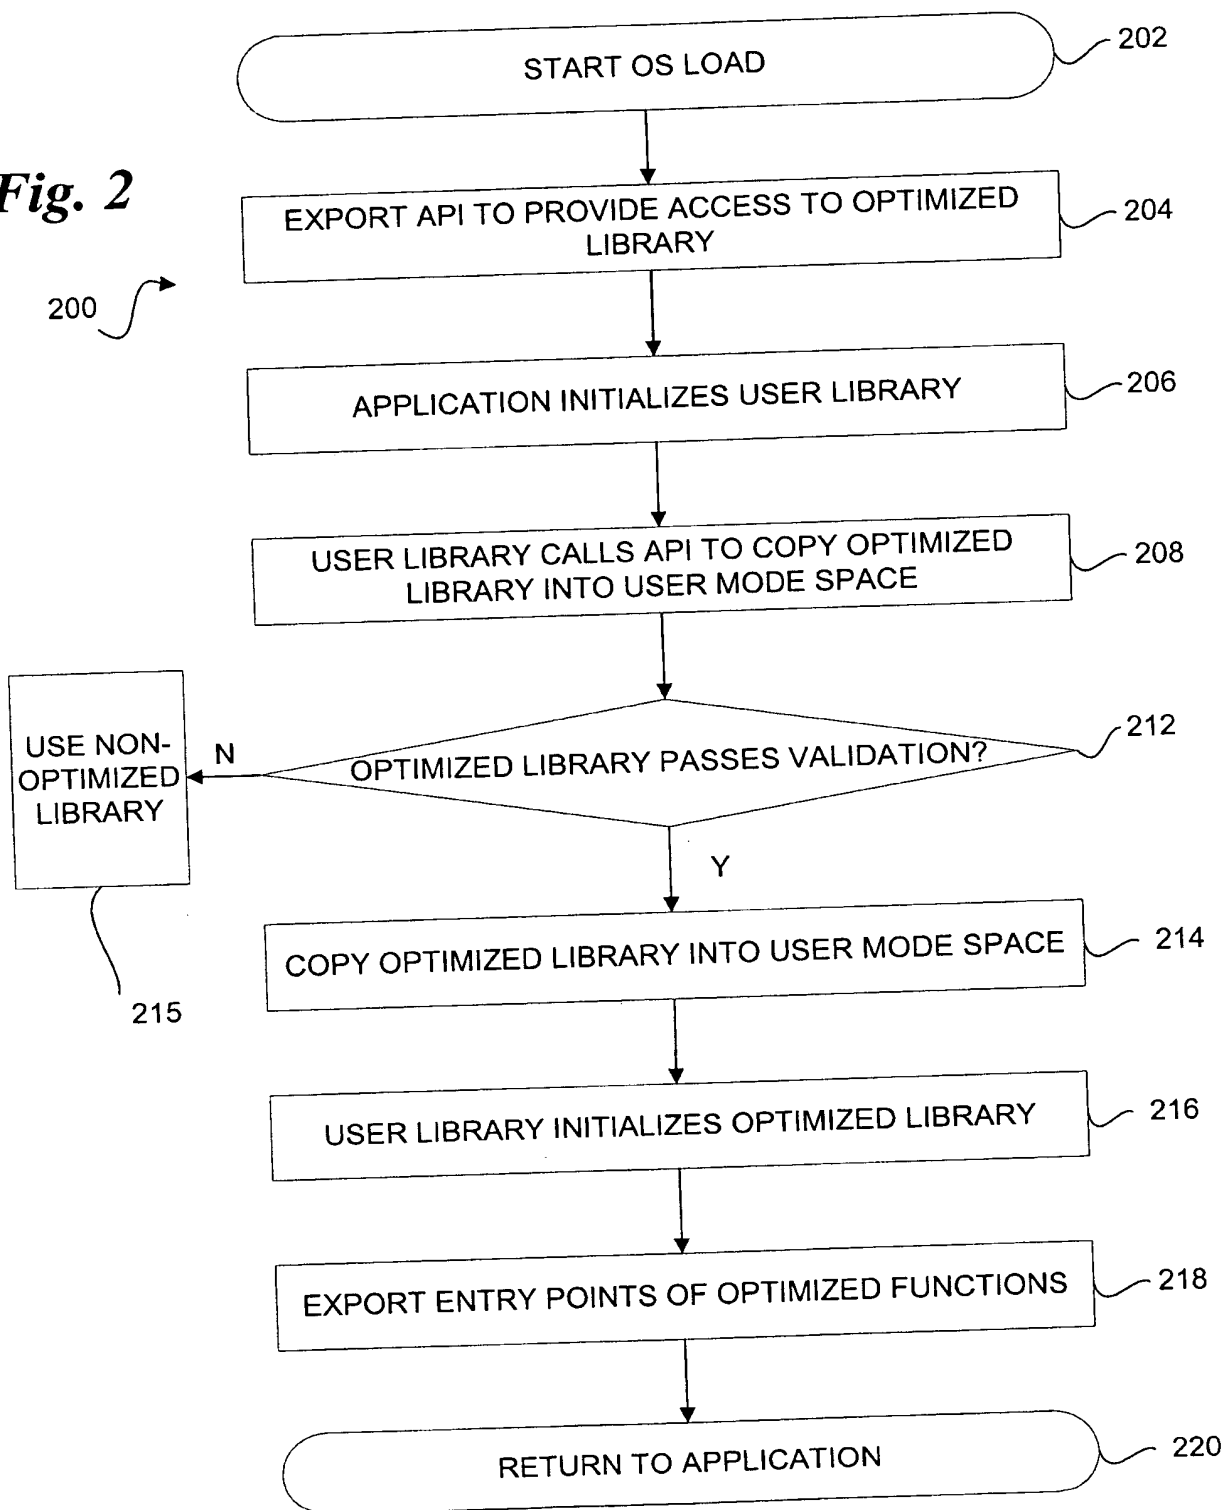 START OS LOAD
202
Fig. 2
EXPORT API TO PROVIDE ACCESS TO OPTIMIZED
LIBRARY
204
200
APPLICATION INITIALIZES USER LIBRARY
206
USER LIBRARY CALLS API TO COPY OPTIMIZED
LIBRARY INTO USER MODE SPACE
208
USE NON-
OPTIMIZED
LIBRARY
N
OPTIMIZED LIBRARY PASSES VALIDATION?
212
Y
215
COPY OPTIMIZED LIBRARY INTO USER MODE SPACE
214
USER LIBRARY INITIALIZES OPTIMIZED LIBRARY
216
EXPORT ENTRY POINTS OF OPTIMIZED FUNCTIONS
218
RETURN TO APPLICATION
220